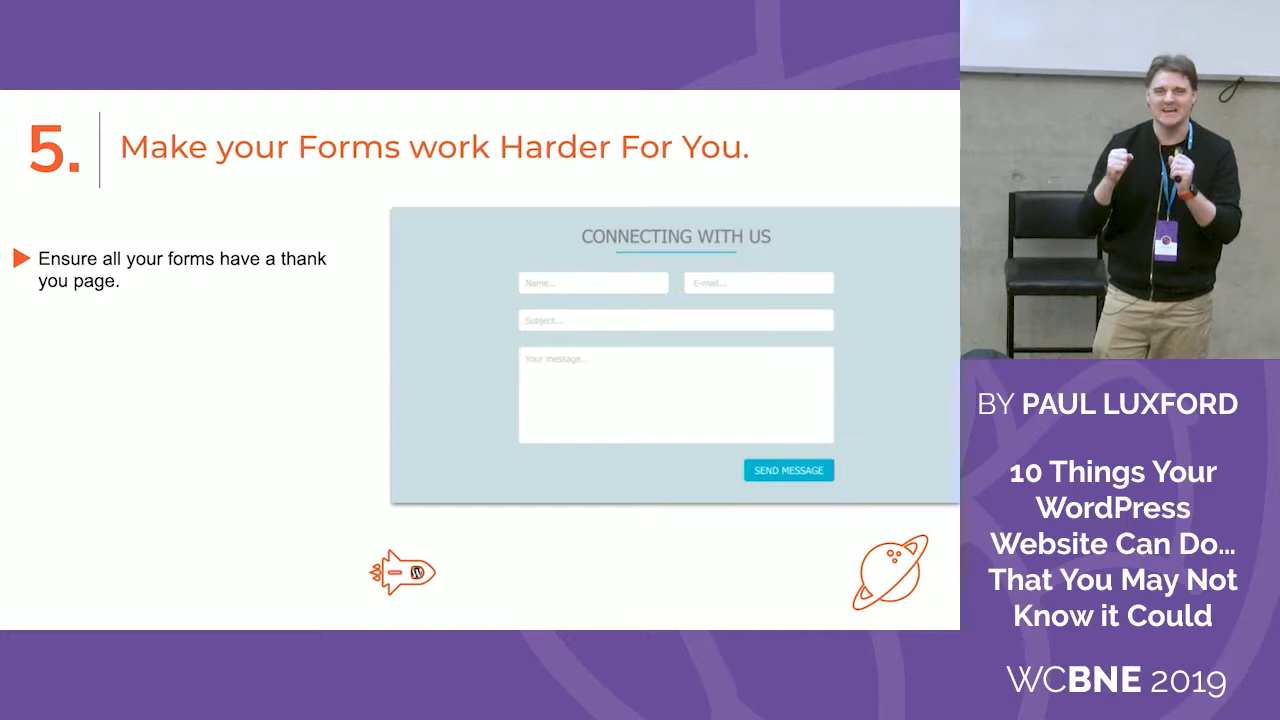 5.
Make your Forms work Harder For You.
Ensure all your forms have a thank
you page.
CONNECTING WITH US
Name...
E-mail...
Subject...
Your message...
SEND MESSAGE
BY PAUL LUXFORD
10 Things Your
WordPress
Website Can Do...
That You May Not
Know it Could
WCBNE 2019